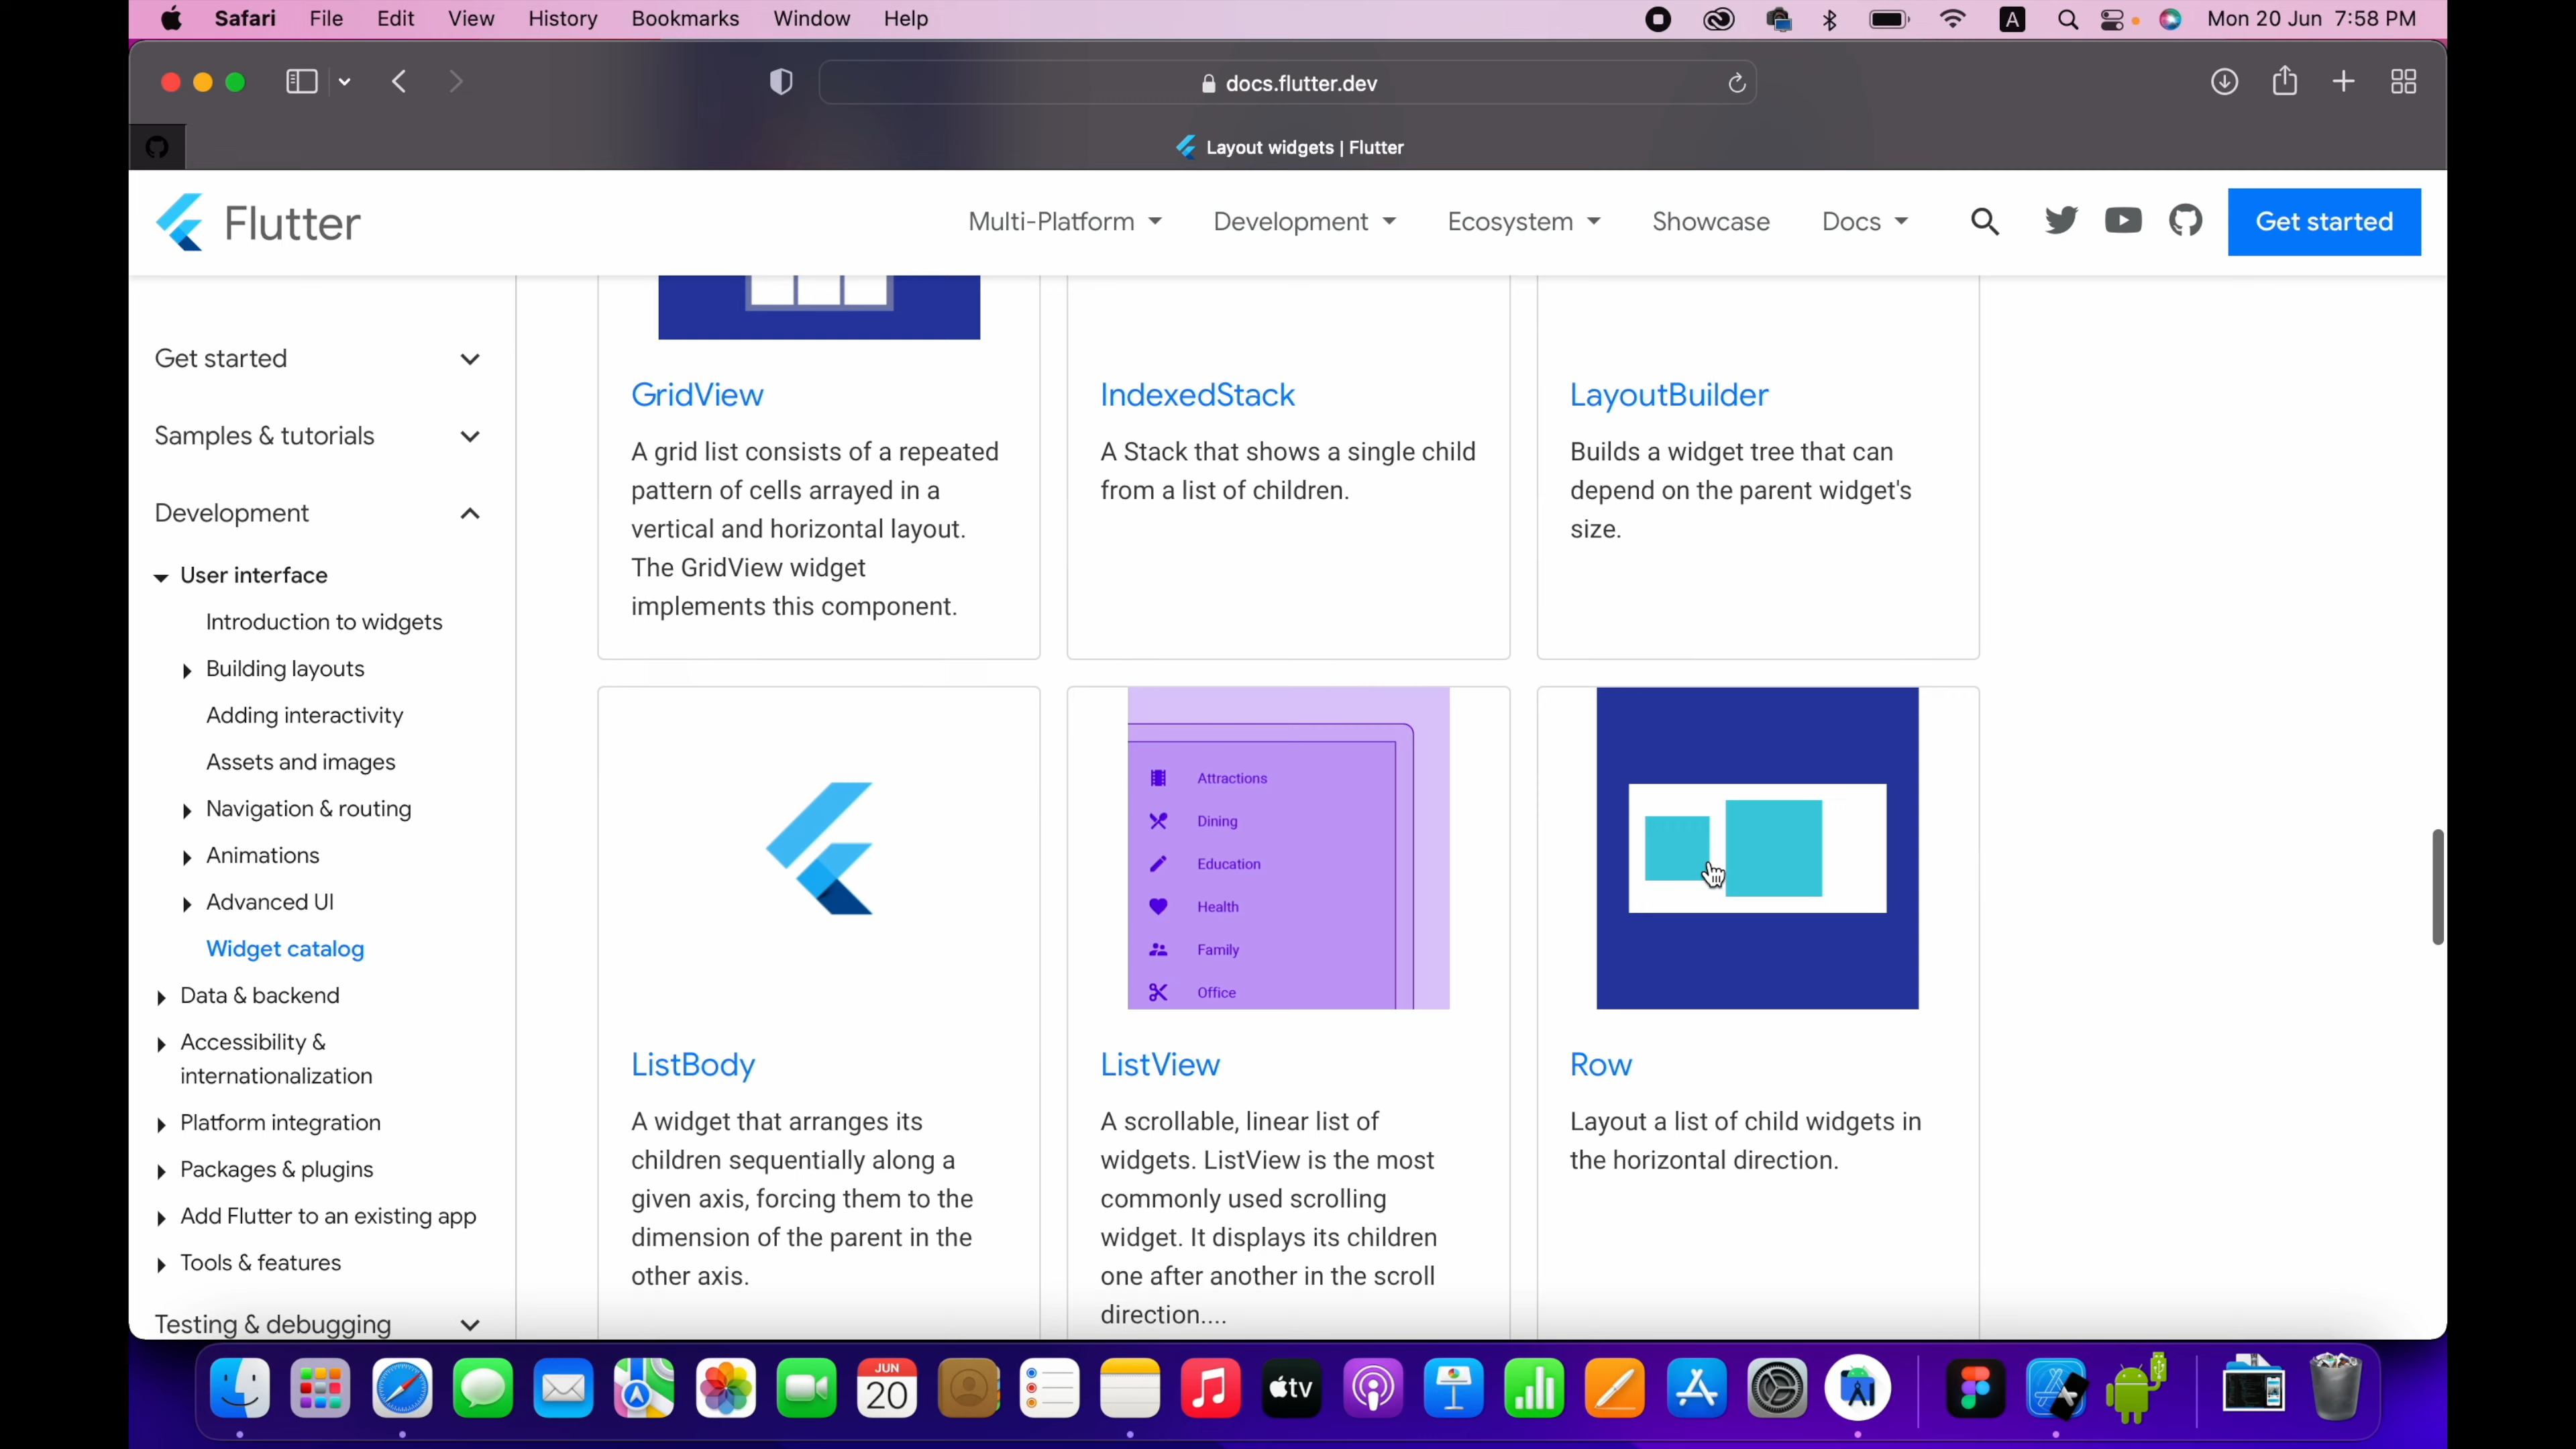 Safari File Edit View History Bookmarks Window Help
A
Mon 20 Jun 7:58 PM
docs.flutter.dev
Layout widgets | Flutter
Flutter
Multi-Platform Development Ecosystem Showcase Docs
Get started
Get started
Samples & tutorials
Development
User interface
Introduction to widgets
Building layouts
Adding interactivity
Assets and images
Navigation & routing
Animations
Advanced UI
Widget catalog
Data & backend
Accessibility &
internationalization
Platform integration
Packages & plugins
Add Flutter to an existing app
Tools & features
Testing & debugging
GridView
A grid list consists of a repeated
pattern of cells arrayed in a
vertical and horizontal layout.
The GridView widget
implements this component.
IndexedStack
A Stack that shows a single child
from a list of children.
LayoutBuilder
Builds a widget tree that can
depend on the parent widget's
size.
ListBody
A widget that arranges its
children sequentially along a
given axis, forcing them to the
dimension of the parent in the
other axis.
Attractions
Dining
Education
Health
Family
Office
ListView
A scrollable, linear list of
widgets. ListView is the most
commonly used scrolling
widget. It displays its children
one after another in the scroll
direction....
Row
Layout a list of child widgets in
the horizontal direction.
JUN
20
tv